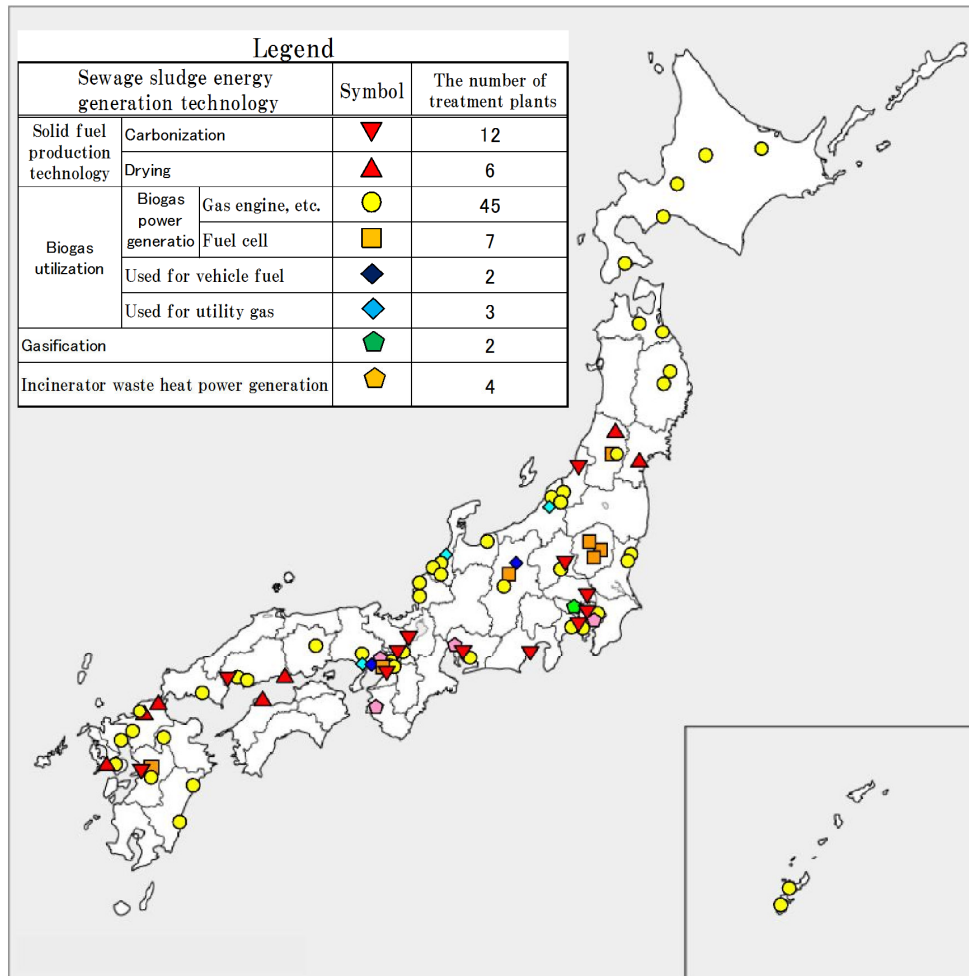 Legend
Sewage sludge energy
generation technology
Symbol
The number of
treatment plants
Solid fuel
production
technology
Carbonization
12
Drying
6
Biogas
utilization
Biogas
power
generatio
Gas engine, etc.
45
Fuel cell
7
Used for vehicle fuel
2
Used for utility gas
3
Gasification
2
Incinerator waste heat power generation
4